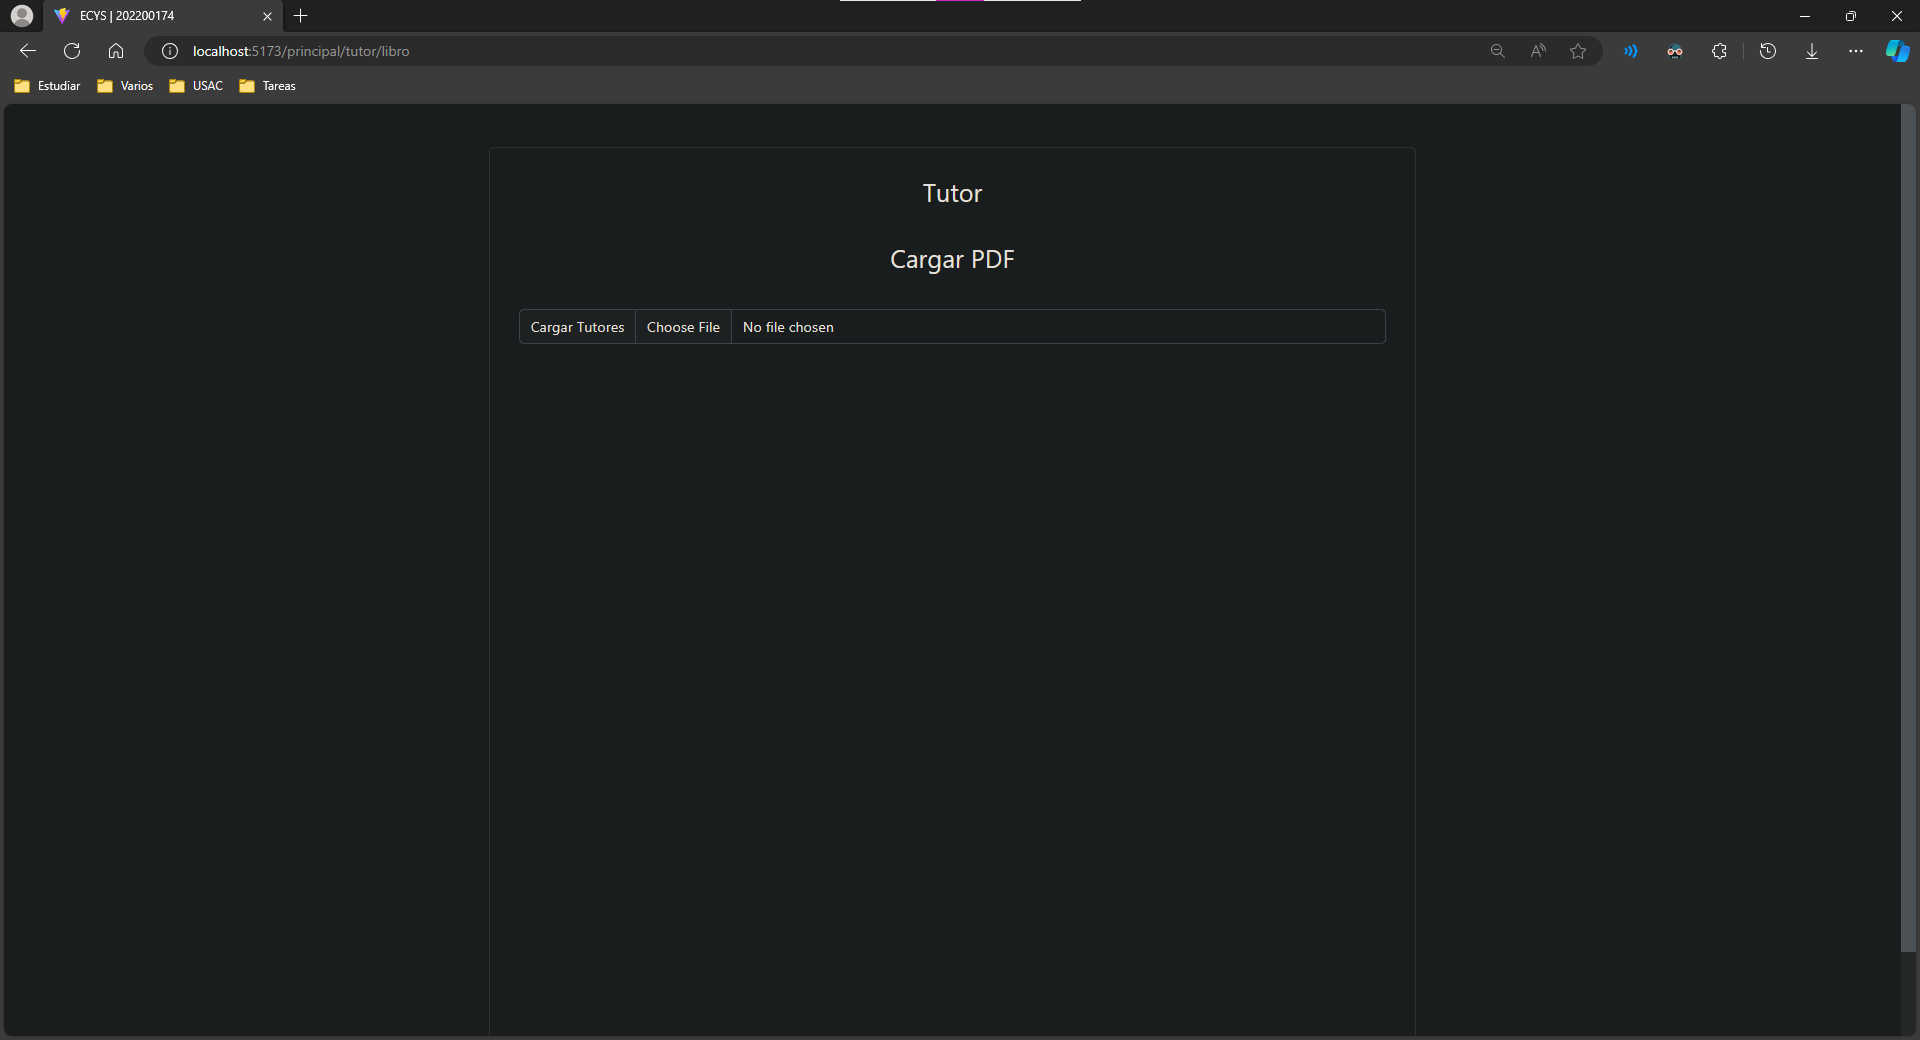 ECYS | 202200174
localhost:5173/principal/tutor/libro
Estudiar Varios USAC Tareas
Tutor
Cargar PDF
Cargar Tutores Choose File No file chosen